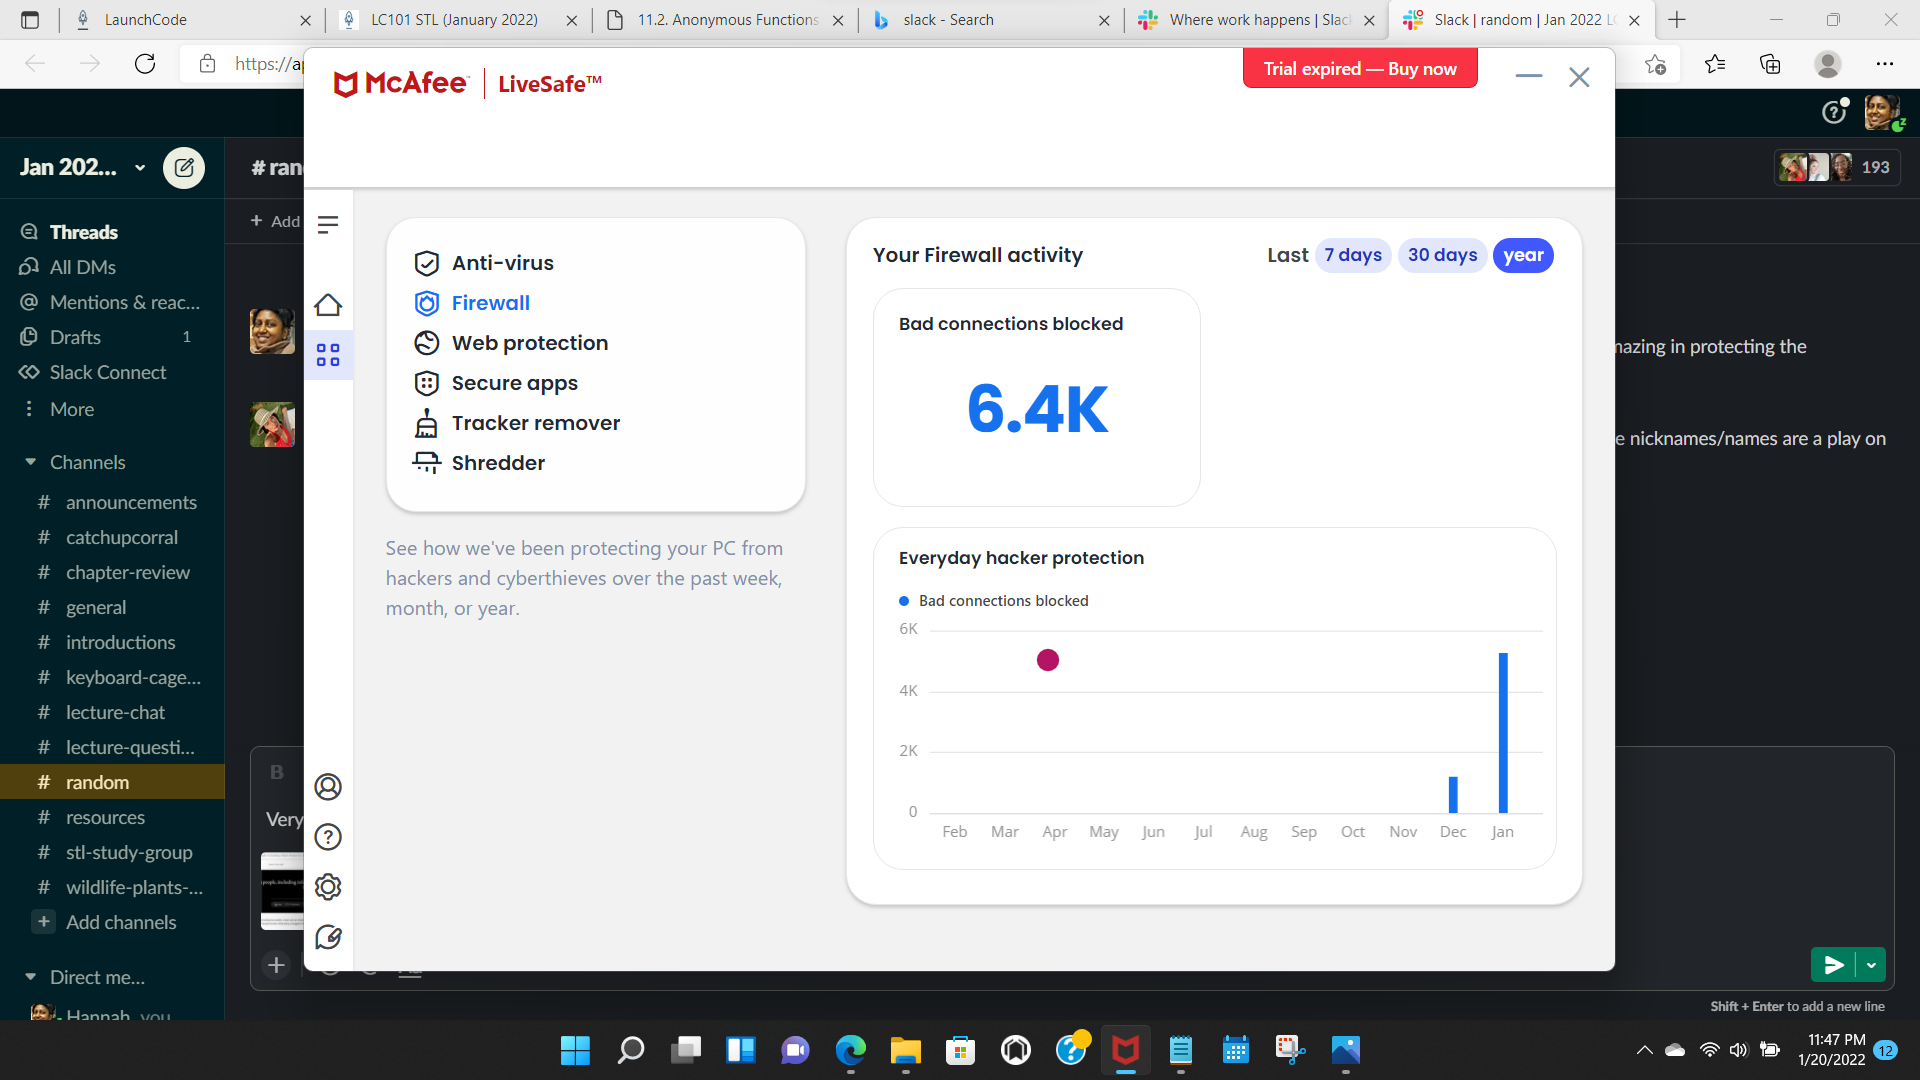 LaunchCode
LC101 STL (January 2022)
11.2. Anonymous Functions
slack - Search
Where work happens | Slac
Slack | random | Jan 2022 LC
https://ap
McAfee™ | LiveSafe™
Trial expired — Buy now
Jan 202...
# ran
193
+ Add
Threads
All DMs
Mentions & reac...
Drafts 1
Slack Connect
More
Channels
# announcements
# catchupcorral
# chapter-review
# general
# introductions
# keyboard-cage...
# lecture-chat
# lecture-questi...
# random
# resources
# stl-study-group
# wildlife-plants-...
+ Add channels
Direct me...
Hannah you
Anti-virus
Firewall
Web protection
Secure apps
Tracker remover
Shredder
See how we've been protecting your PC from
hackers and cyberthieves over the past week,
month, or year.
Your Firewall activity
Last 7 days 30 days year
Bad connections blocked
6.4K
Everyday hacker protection
Bad connections blocked
6K
4K
2K
0
Feb Mar Apr May Jun Jul Aug Sep Oct Nov Dec Jan
mazing in protecting the
e nicknames/names are a play on
B
Very
Shift + Enter to add a new line
11:47 PM
1/20/2022
12